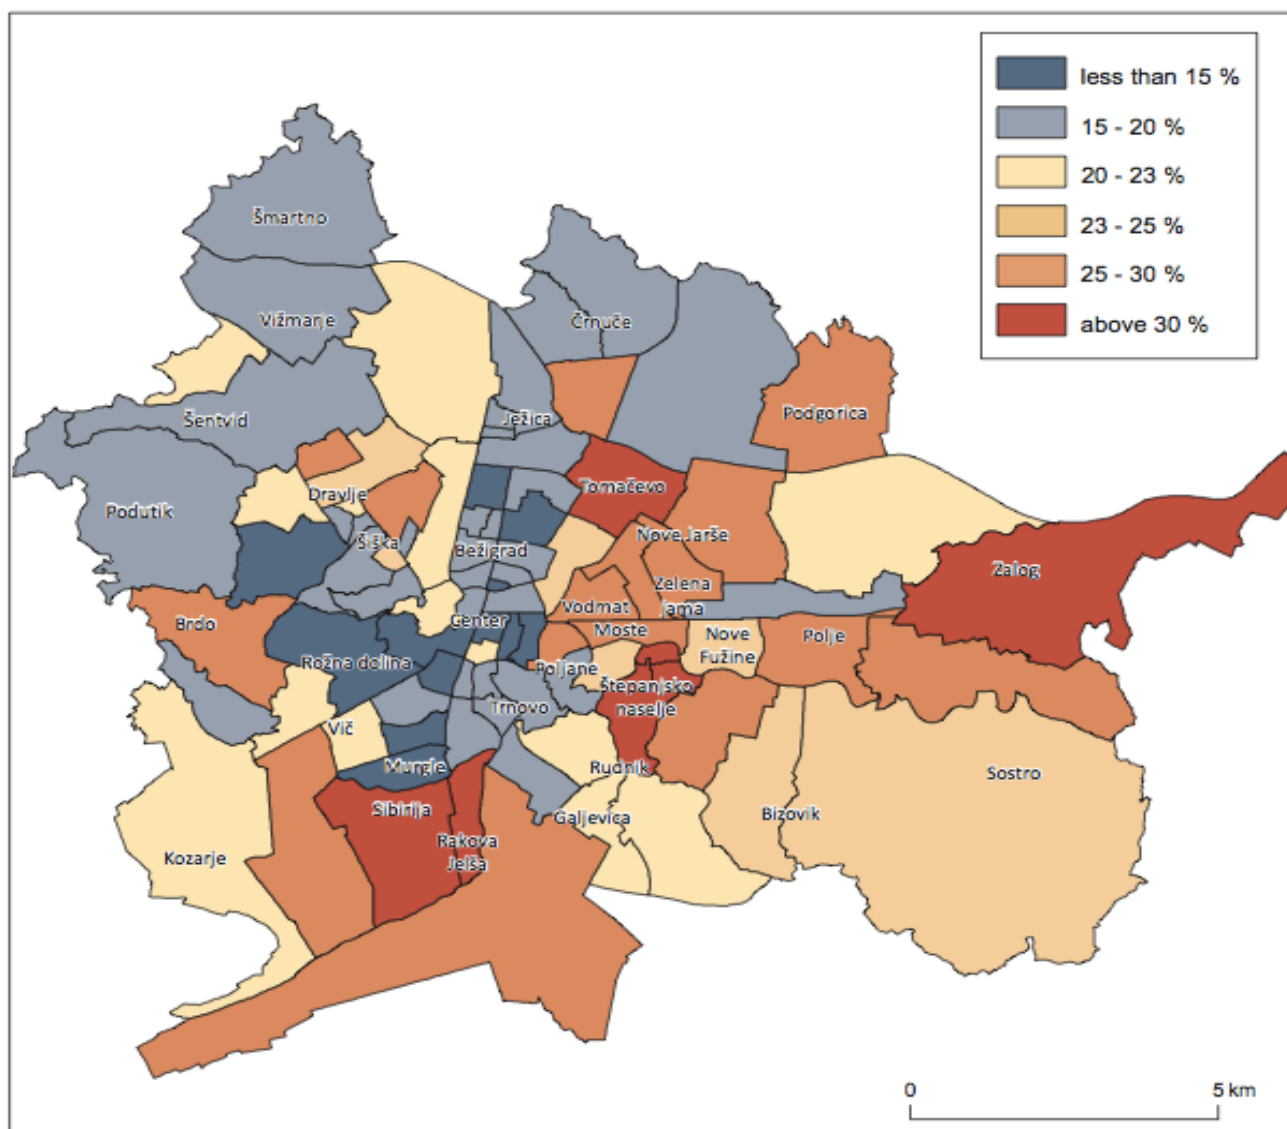 less than 15 %
15 - 20 %
20 - 23 %
23 - 25 %
25 - 30 %
above 30 %
Šmartno
Vižmarje
Črnuče
Šentvid
Ježica
Podgorica
Dravlje
Tomačevo
Podutik
Šiška
Bežigrad
Nove Jarše
Zelena
jama
Zalog
Brdo
Center
Vodmat
Moste
Nove
Fužine
Polje
Rožna dolina
Poljane
Štepanjsko
naselje
Trnovo
Vič
Murgle
Rudnik
Sostro
Sibirija
Galjevica
Bizovik
Rakova
Jelša
Kozarje
0 5 km